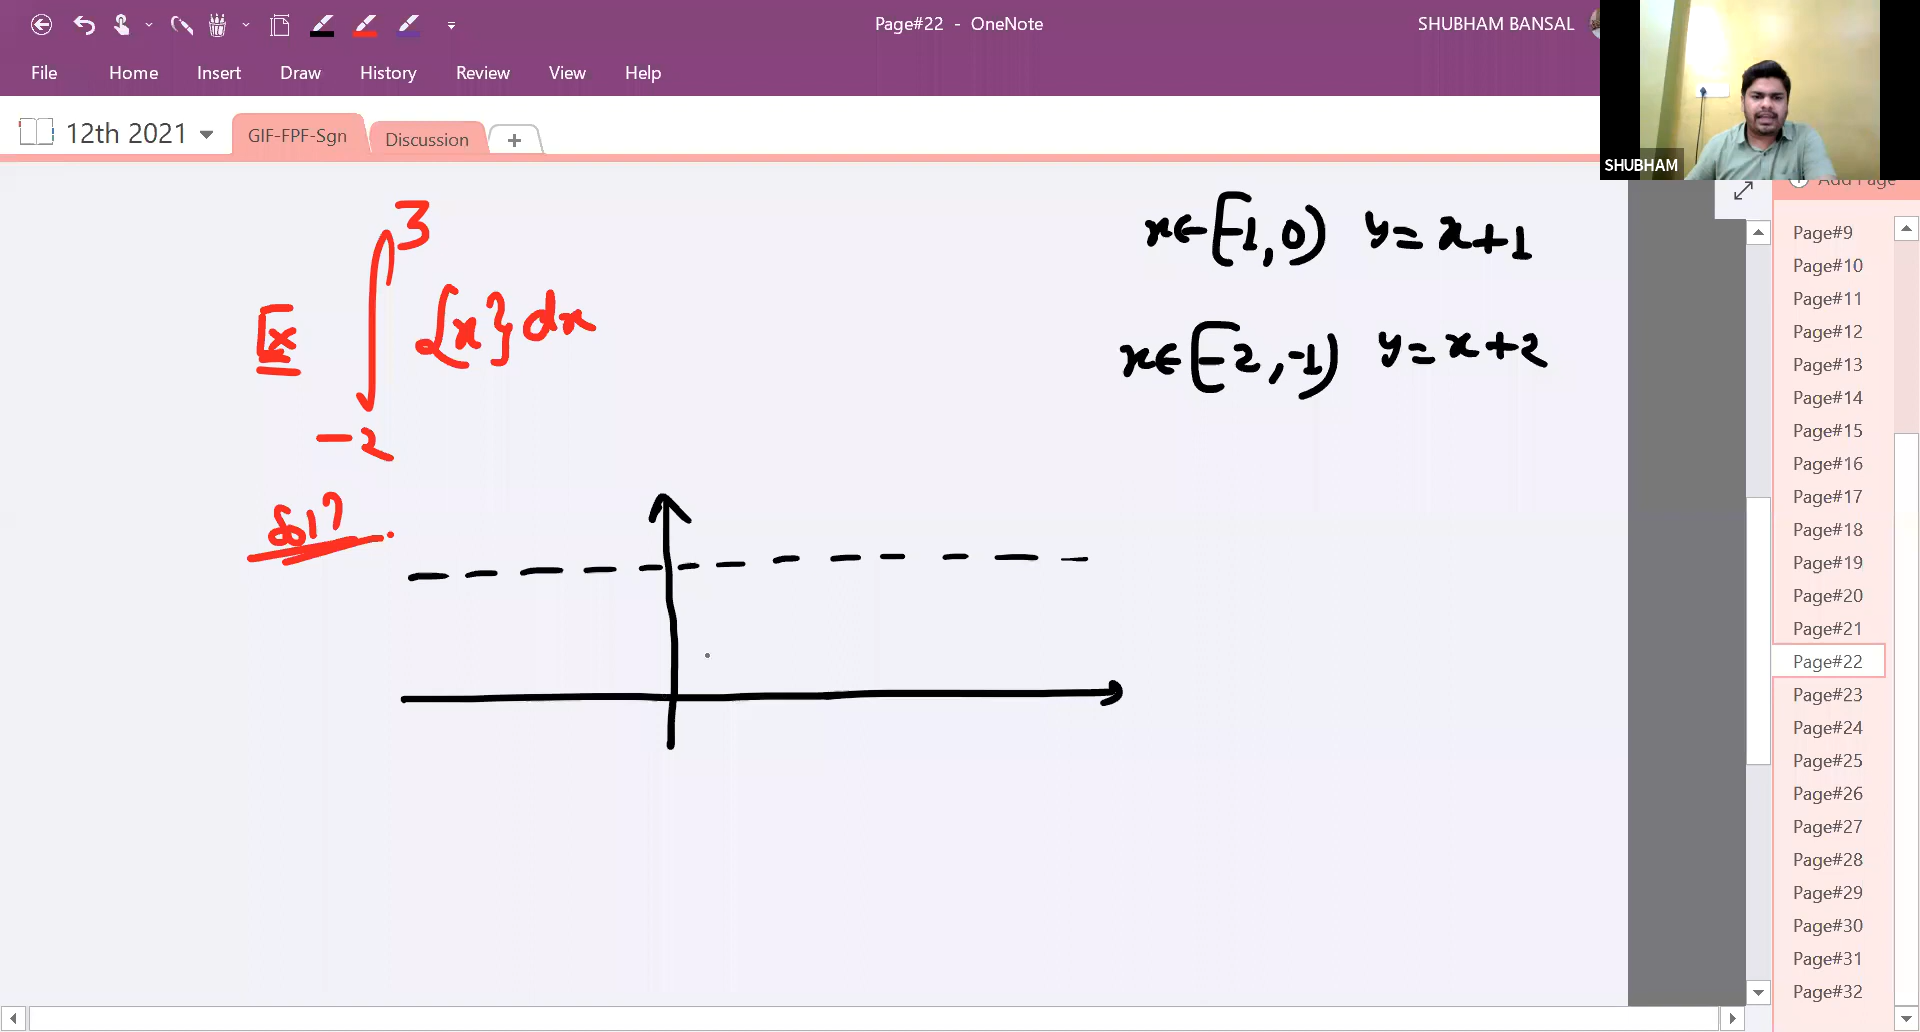 Page#22 - OneNote
SHUBHAM BANSAL
File Home Insert Draw History Review View Help
SHUBHAM
12th 2021
GIF-FPF-Sgn
Discussion
Add Page
Ex ∫_{-2}^{3} {x} dx
x∈[-1,0) y=x+1
x∈[-2,-1) y=x+2
Sol?
Page#9
Page#10
Page#11
Page#12
Page#13
Page#14
Page#15
Page#16
Page#17
Page#18
Page#19
Page#20
Page#21
Page#22
Page#23
Page#24
Page#25
Page#26
Page#27
Page#28
Page#29
Page#30
Page#31
Page#32